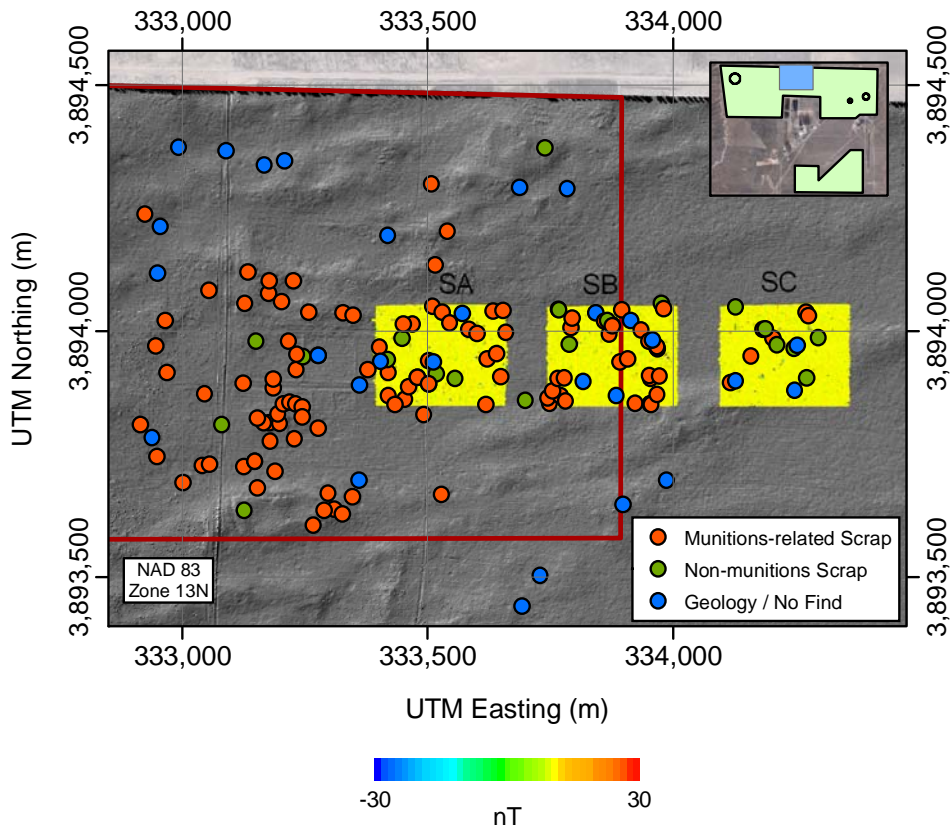 333,000 333,500 334,000
3,894,500 3,894,500
3,894,000 3,894,000
3,893,500 3,893,500
UTM Northing (m)
SA SB SC
NAD 83
Zone 13N
Munitions-related Scrap
Non-munitions Scrap
Geology / No Find
333,000 333,500 334,000
UTM Easting (m)
-30 30
nT